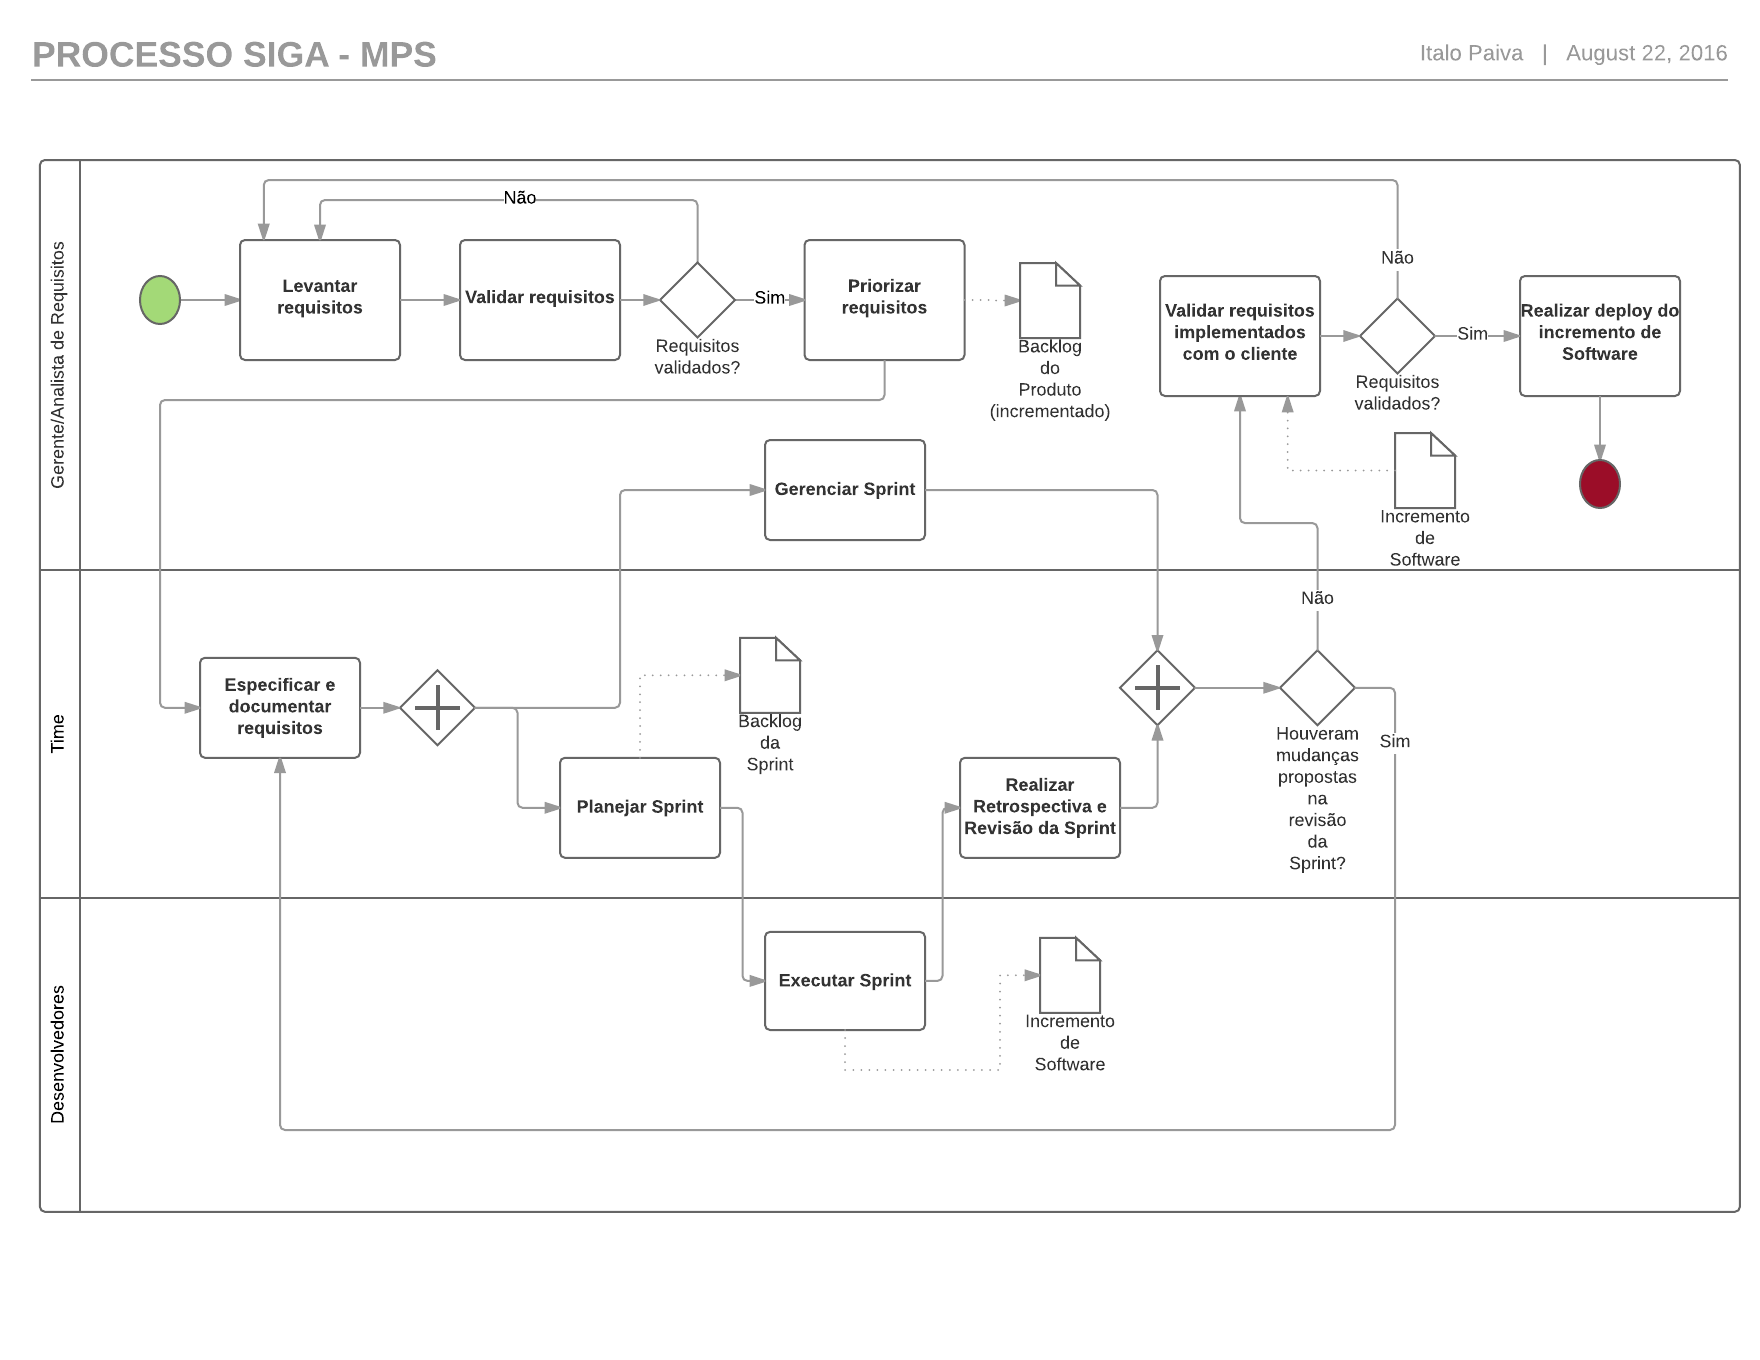 PROCESSO SIGA - MPS
Italo Paiva | August 22, 2016
Gerente/Analista de Requisitos
Não
Levantar
requisitos
Validar requisitos
Requisitos
validados?
Sim
Priorizar
requisitos
Backlog
do
Produto
(incrementado)
Validar requisitos
implementados
com o cliente
Não
Requisitos
validados?
Sim
Realizar deploy do
incremento de
Software
Gerenciar Sprint
Incremento
de
Software
Time
Especificar e
documentar
requisitos
Backlog
da
Sprint
Planejar Sprint
Realizar
Retrospectiva e
Revisão da Sprint
Não
Houveram
mudanças
propostas
na
revisão
da
Sprint?
Sim
Desenvolvedores
Executar Sprint
Incremento
de
Software